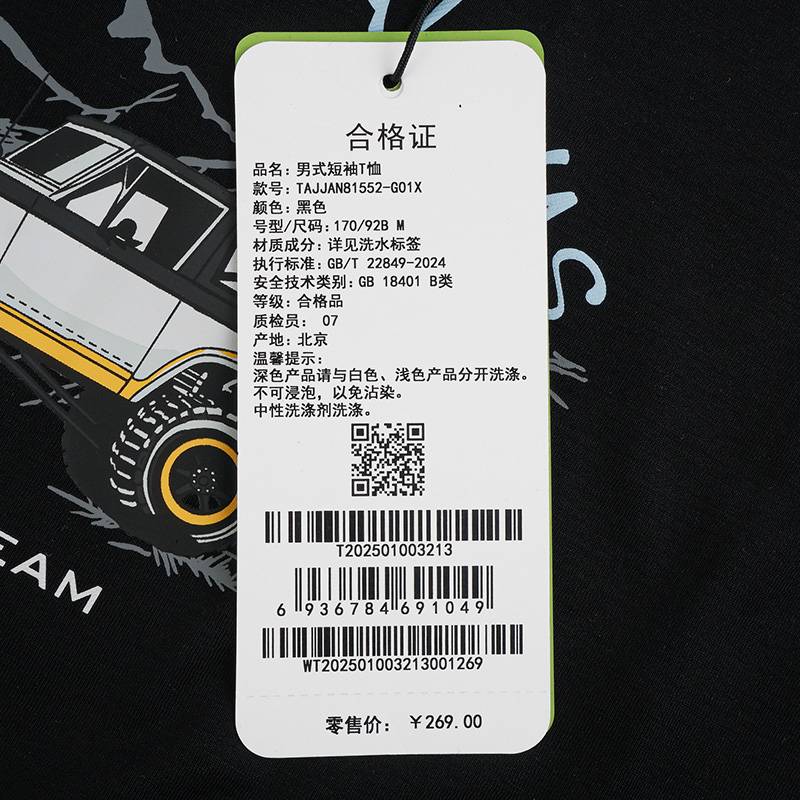 合格证
品名：男式短袖T恤
款号：TAJJAN81552-G01X
颜色：黑色
号型/尺码：170/92B M
材质成分：详见洗水标签
执行标准：GB/T 22849-2024
安全技术类别：GB 18401 B类
等级：合格品
质检员： 07
产地：北京
温馨提示：
深色产品请与白色、浅色产品分开洗涤。
不可浸泡，以免沾染。
中性洗涤剂洗涤。
T202501003213
6 936784 691049
WT202501003213001269
零售价： ￥269.00
EAM